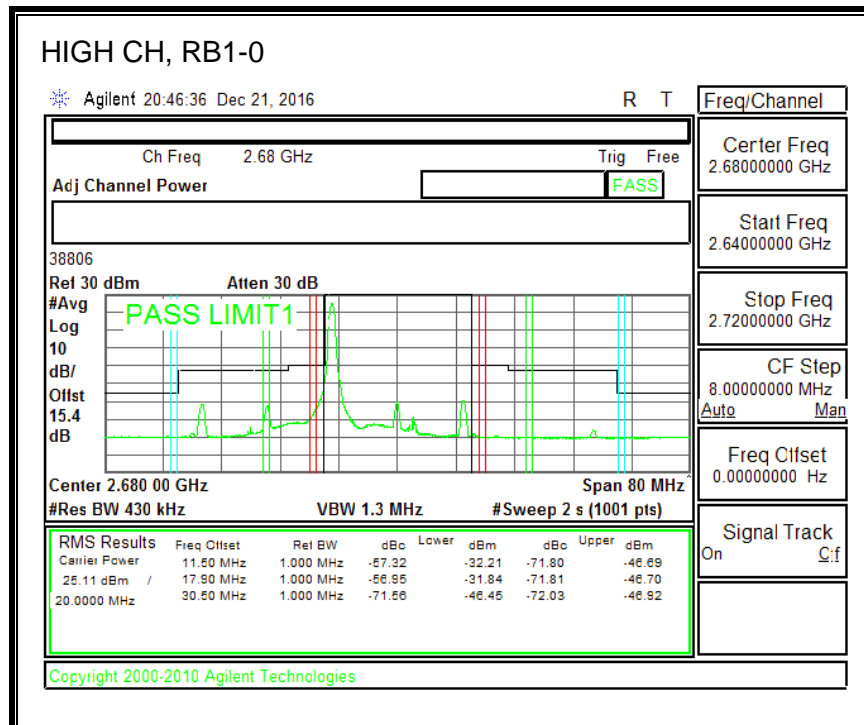 HIGH CH, RB1-0
Agilent 20:46:36 Dec 21, 2016 R T
Freq/Channel
Ch Freq 2.68 GHz Trig Free
Adj Channel Power PASS
Center Freq
2.68000000 GHz
Start Freq
2.64000000 GHz
Stop Freq
2.72000000 GHz
CF Step
8.00000000 MHz
Auto Man
Freq Offset
0.00000000 Hz
Signal Track
On Off
38806
Ref 30 dBm Atten 30 dB
#Avg
Log
10
dB/
Offst
15.4
dB
PASS LIMIT1
Center 2.680 00 GHz Span 80 MHz
#Res BW 430 kHz VBW 1.3 MHz #Sweep 2 s (1001 pts)
RMS Results Freq Offset Ref BW dBc Lower dBm dBc Upper dBm
Carrier Power 11.50 MHz 1.000 MHz -57.32 -32.21 -71.80 -46.69
25.11 dBm / 17.90 MHz 1.000 MHz -56.95 -31.84 -71.81 -46.70
20.0000 MHz 30.50 MHz 1.000 MHz -71.56 -46.45 -72.03 -46.92
Copyright 2000-2010 Agilent Technologies